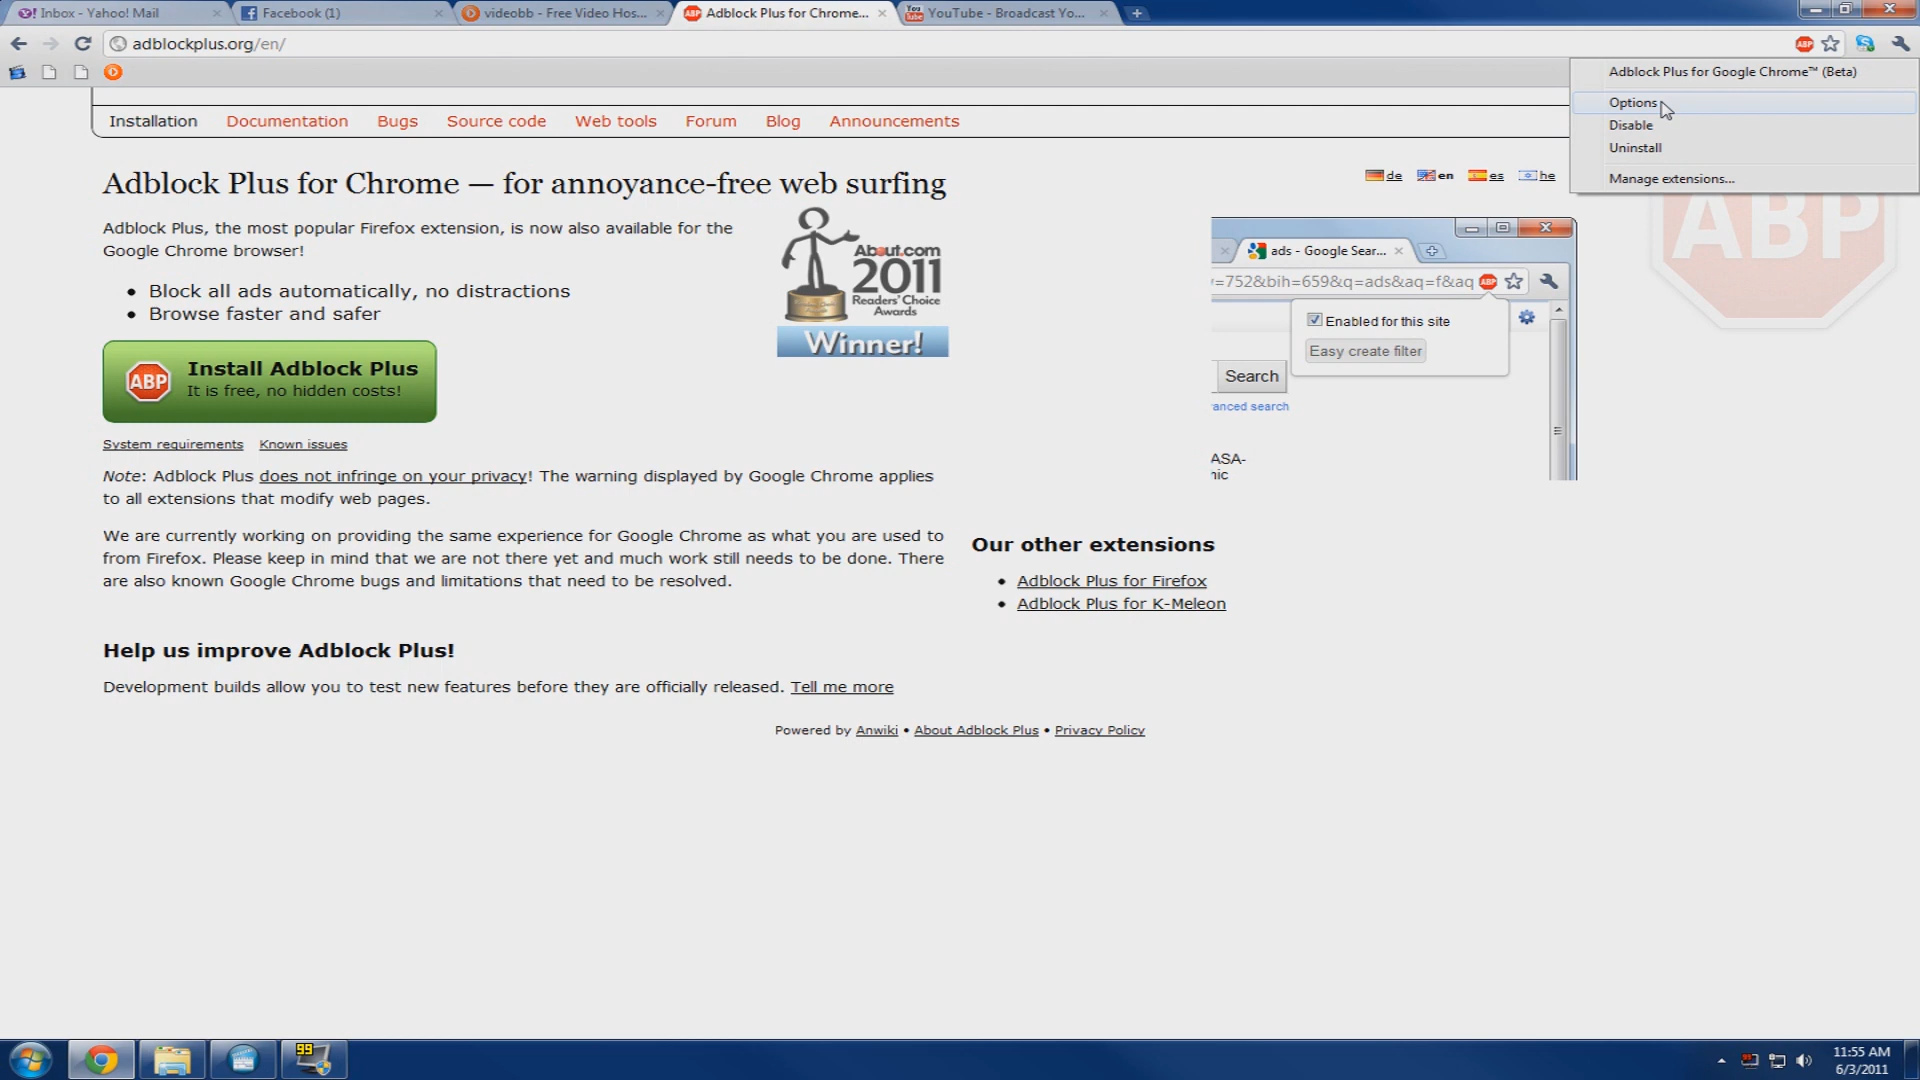 Inbox - Yahoo! Mail
Facebook (1)
videobb - Free Video Hos...
Adblock Plus for Chrome...
YouTube - Broadcast Yo...
adblockplus.org/en/
ABP
Adblock Plus for Google Chrome™ (Beta)
Options
Disable
Uninstall
Manage extensions...
Installation Documentation Bugs Source code Web tools Forum Blog Announcements
Adblock Plus for Chrome — for annoyance-free web surfing
de en es he
Adblock Plus, the most popular Firefox extension, is now also available for the
Google Chrome browser!
• Block all ads automatically, no distractions
• Browse faster and safer
About.com
2011
Readers' Choice
Awards
Winner!
ABP
Install Adblock Plus
It is free, no hidden costs!
ABP
ads - Google Sear...
=752&bih=659&q=ads&aq=f&aq
ABP
Enabled for this site
Easy create filter
Search
anced search
ASA-
nic
System requirements Known issues
Note: Adblock Plus does not infringe on your privacy! The warning displayed by Google Chrome applies
to all extensions that modify web pages.
We are currently working on providing the same experience for Google Chrome as what you are used to
from Firefox. Please keep in mind that we are not there yet and much work still needs to be done. There
are also known Google Chrome bugs and limitations that need to be resolved.
Our other extensions
• Adblock Plus for Firefox
• Adblock Plus for K-Meleon
Help us improve Adblock Plus!
Development builds allow you to test new features before they are officially released. Tell me more
Powered by Anwiki • About Adblock Plus • Privacy Policy
99
11:55 AM
6/3/2011